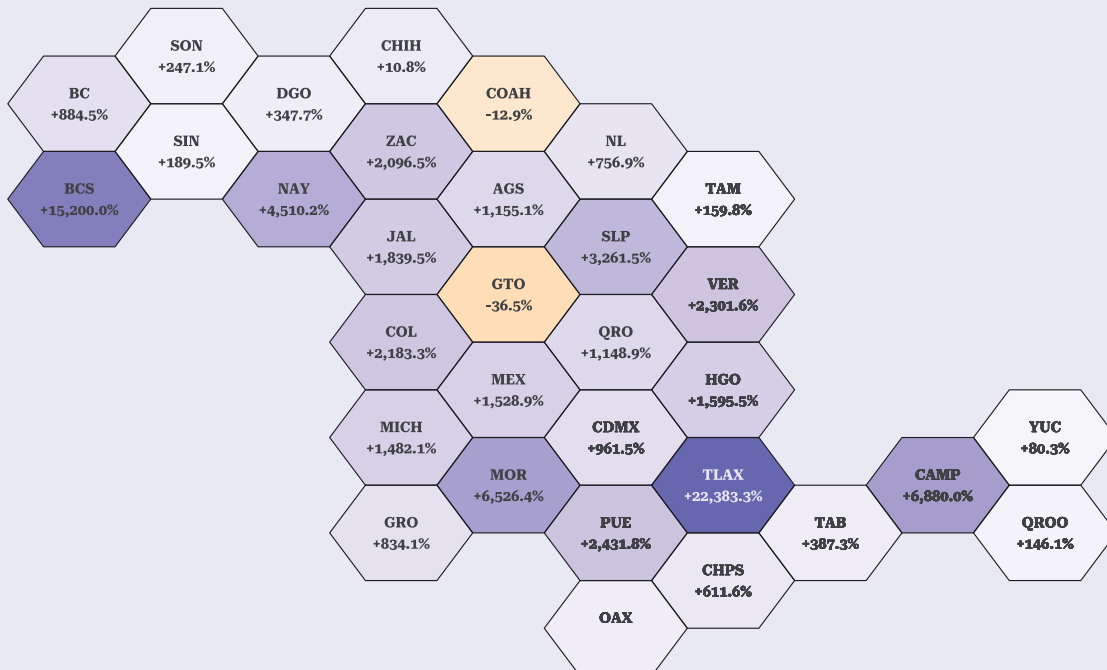 SON
+247.1%
CHIH
+10.8%
BC
+884.5%
DGO
+347.7%
COAH
-12.9%
SIN
+189.5%
ZAC
+2,096.5%
NL
+756.9%
BCS
+15,200.0%
NAY
+4,510.2%
AGS
+1,155.1%
TAM
+159.8%
JAL
+1,839.5%
SLP
+3,261.5%
GTO
-36.5%
VER
+2,301.6%
COL
+2,183.3%
QRO
+1,148.9%
MEX
+1,528.9%
HGO
+1,595.5%
MICH
+1,482.1%
CDMX
+961.5%
YUC
+80.3%
MOR
+6,526.4%
TLAX
+22,383.3%
CAMP
+6,880.0%
GRO
+834.1%
PUE
+2,431.8%
TAB
+387.3%
QROO
+146.1%
CHPS
+611.6%
OAX